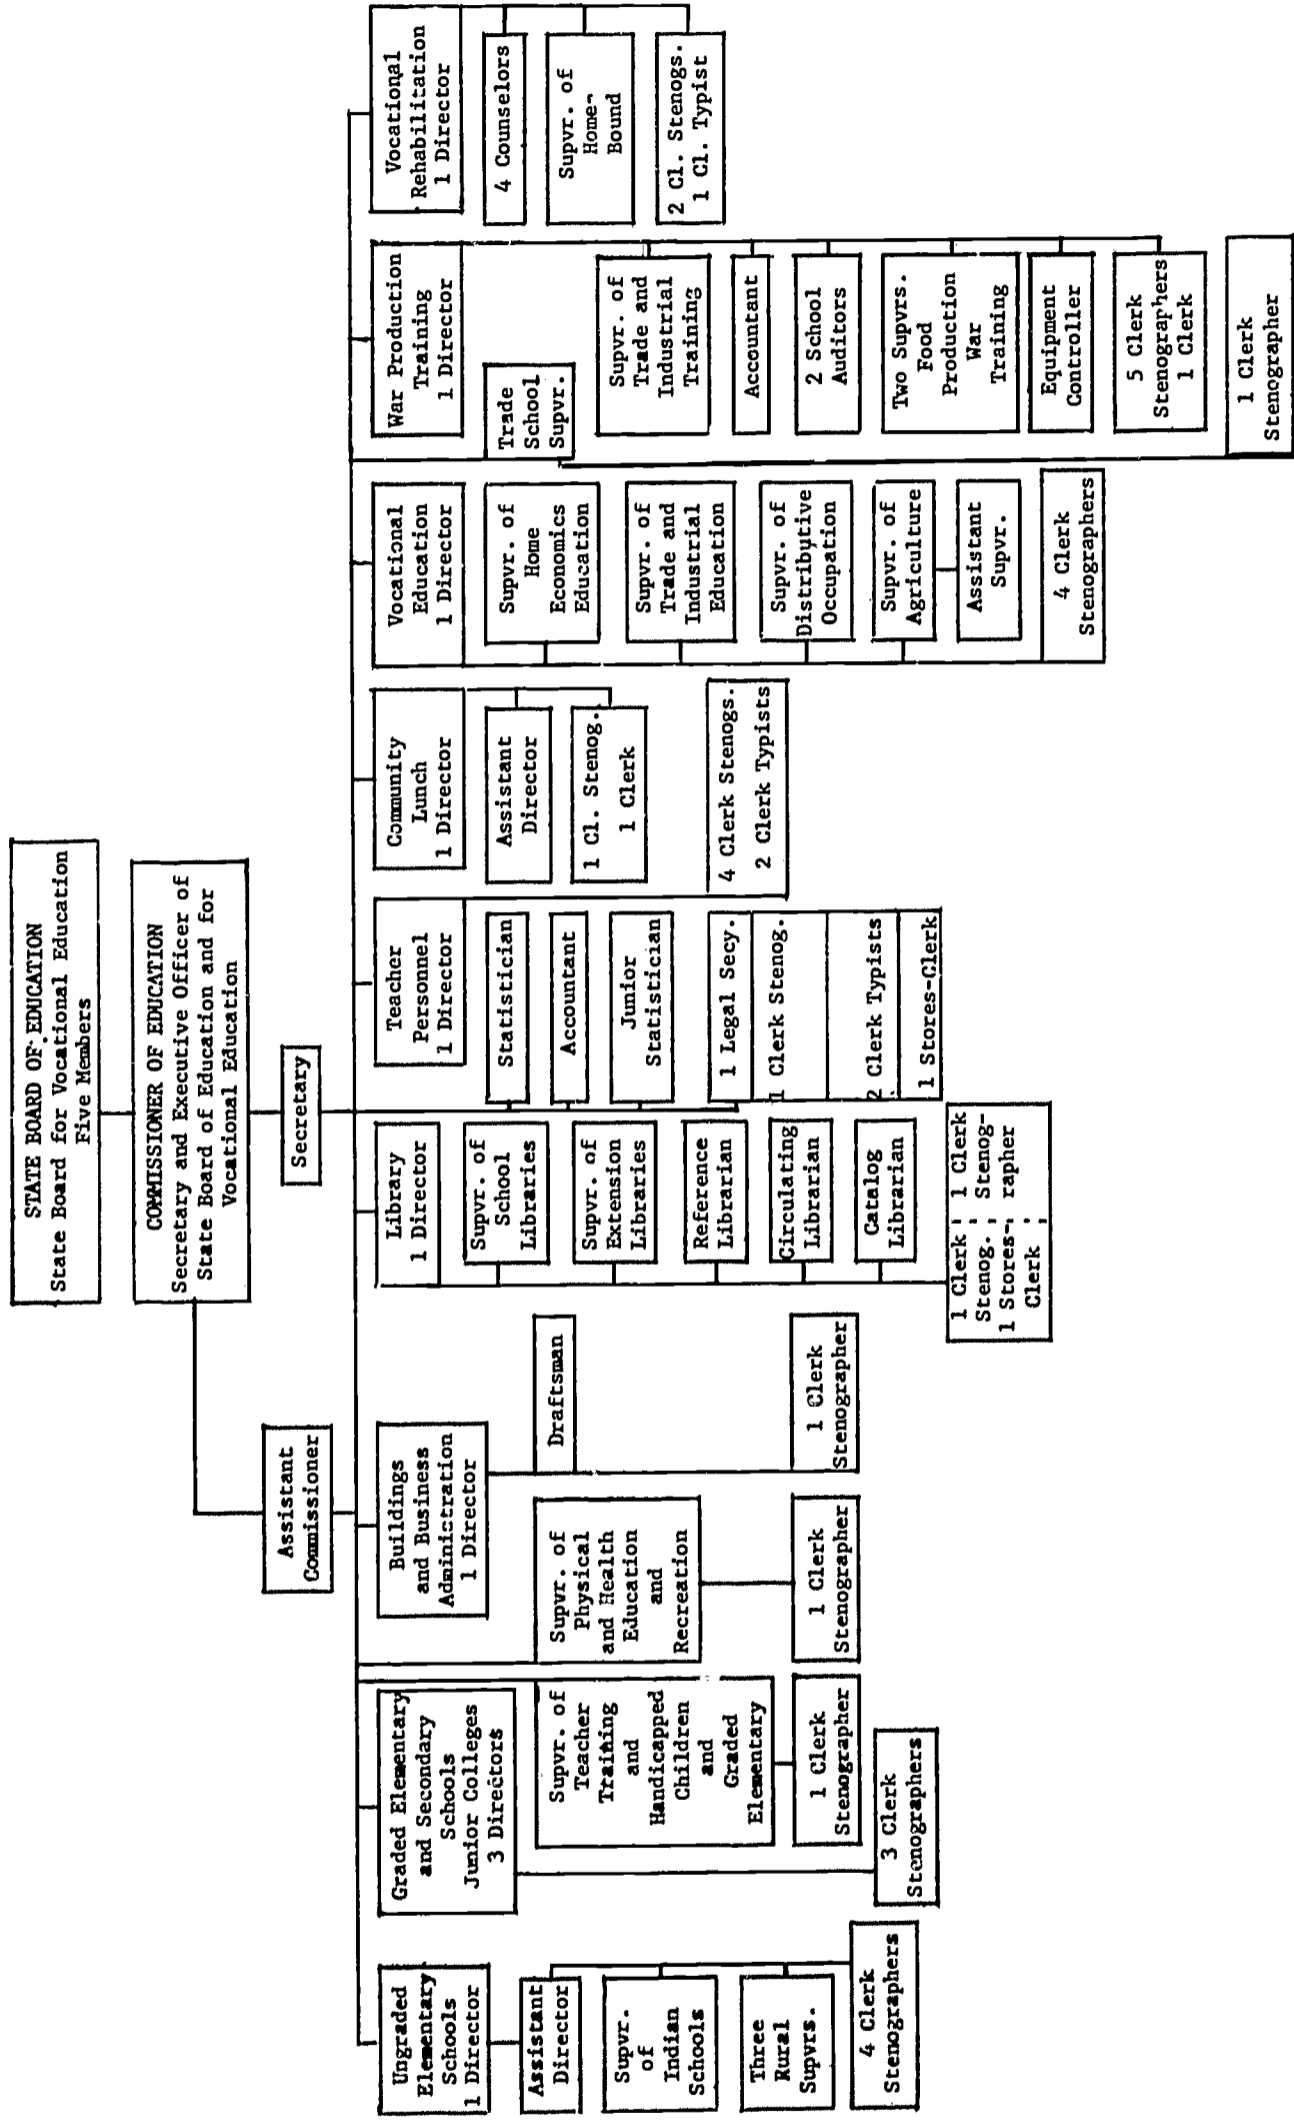 STATE BOARD OF EDUCATION
State Board for Vocational Education
Five Members
COMMISSIONER OF EDUCATION
Secretary and Executive Officer of
State Board of Education and for
Vocational Education
Assistant
Commissioner
Secretary
Ungraded
Elementary
Schools
1 Director
Assistant
Director
Supvr.
of
Indian
Schools
Three
Rural
Supvrs.
4 Clerk
Stenographers
Graded Elementary
and Secondary
Schools
Junior Colleges
3 Directors
3 Clerk
Stenographers
Supvr. of
Teacher
Training
and
Handicapped
Children
and
Graded
Elementary
1 Clerk
Stenographer
Supvr. of
Physical
and Health
Education
and
Recreation
1 Clerk
Stenographer
Buildings
and Business
Administration
1 Director
Draftsman
1 Clerk
Stenographer
Library
1 Director
Supvr. of
School
Libraries
Supvr. of
Extension
Libraries
Reference
Librarian
Circulating
Librarian
Catalog
Librarian
1 Clerk
Stenog.
1 Stores-
Clerk
1 Clerk
Stenog-
rapher
Statistician
Accountant
Junior
Statistician
1 Legal Secy.
1 Clerk Stenog.
2 Clerk Typists
1 Stores-Clerk
Teacher
Personnel
1 Director
4 Clerk Stenogs.
2 Clerk Typists
Community
Lunch
1 Director
Assistant
Director
1 Cl. Stenog.
1 Clerk
Vocational
Education
1 Director
Supvr. of
Home
Economics
Education
Supvr. of
Trade and
Industrial
Education
Supvr. of
Distributive
Occupation
Supvr. of
Agriculture
Assistant
Supvr.
4 Clerk
Stenographers
Trade
School
Supvr.
1 Clerk
Stenographer
War Production
Training
1 Director
Supvr. of
Trade and
Industrial
Training
Accountant
2 School
Auditors
Two Supvrs.
Food
Production
War
Training
Equipment
Controller
5 Clerk
Stenographers
1 Clerk
Vocational
Rehabilitation
1 Director
4 Counselors
Supvr. of
Home-
Bound
2 Cl. Stenogs.
1 Cl. Typist